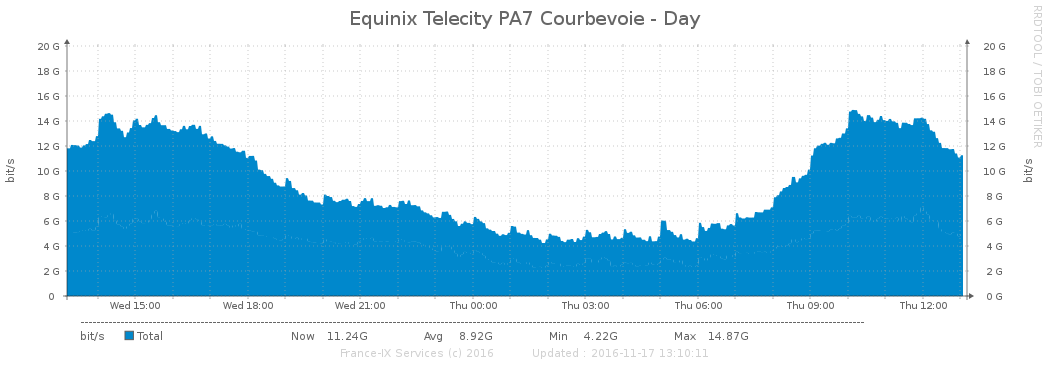 Equinix Telecity PA7 Courbevoie - Day
RRDTOOL / TOBI OETIKER
20 G 20 G
18 G 18 G
16 G 16 G
14 G 14 G
12 G 12 G
10 G 10 G
8 G 8 G
6 G 6 G
4 G 4 G
2 G 2 G
0 0 G
bit/s bit/s
Wed 15:00 Wed 18:00 Wed 21:00 Thu 00:00 Thu 03:00 Thu 06:00 Thu 09:00 Thu 12:00
bit/s Total Now 11.24G Avg 8.92G Min 4.22G Max 14.87G
France-IX Services (c) 2016 Updated : 2016-11-17 13:10:11